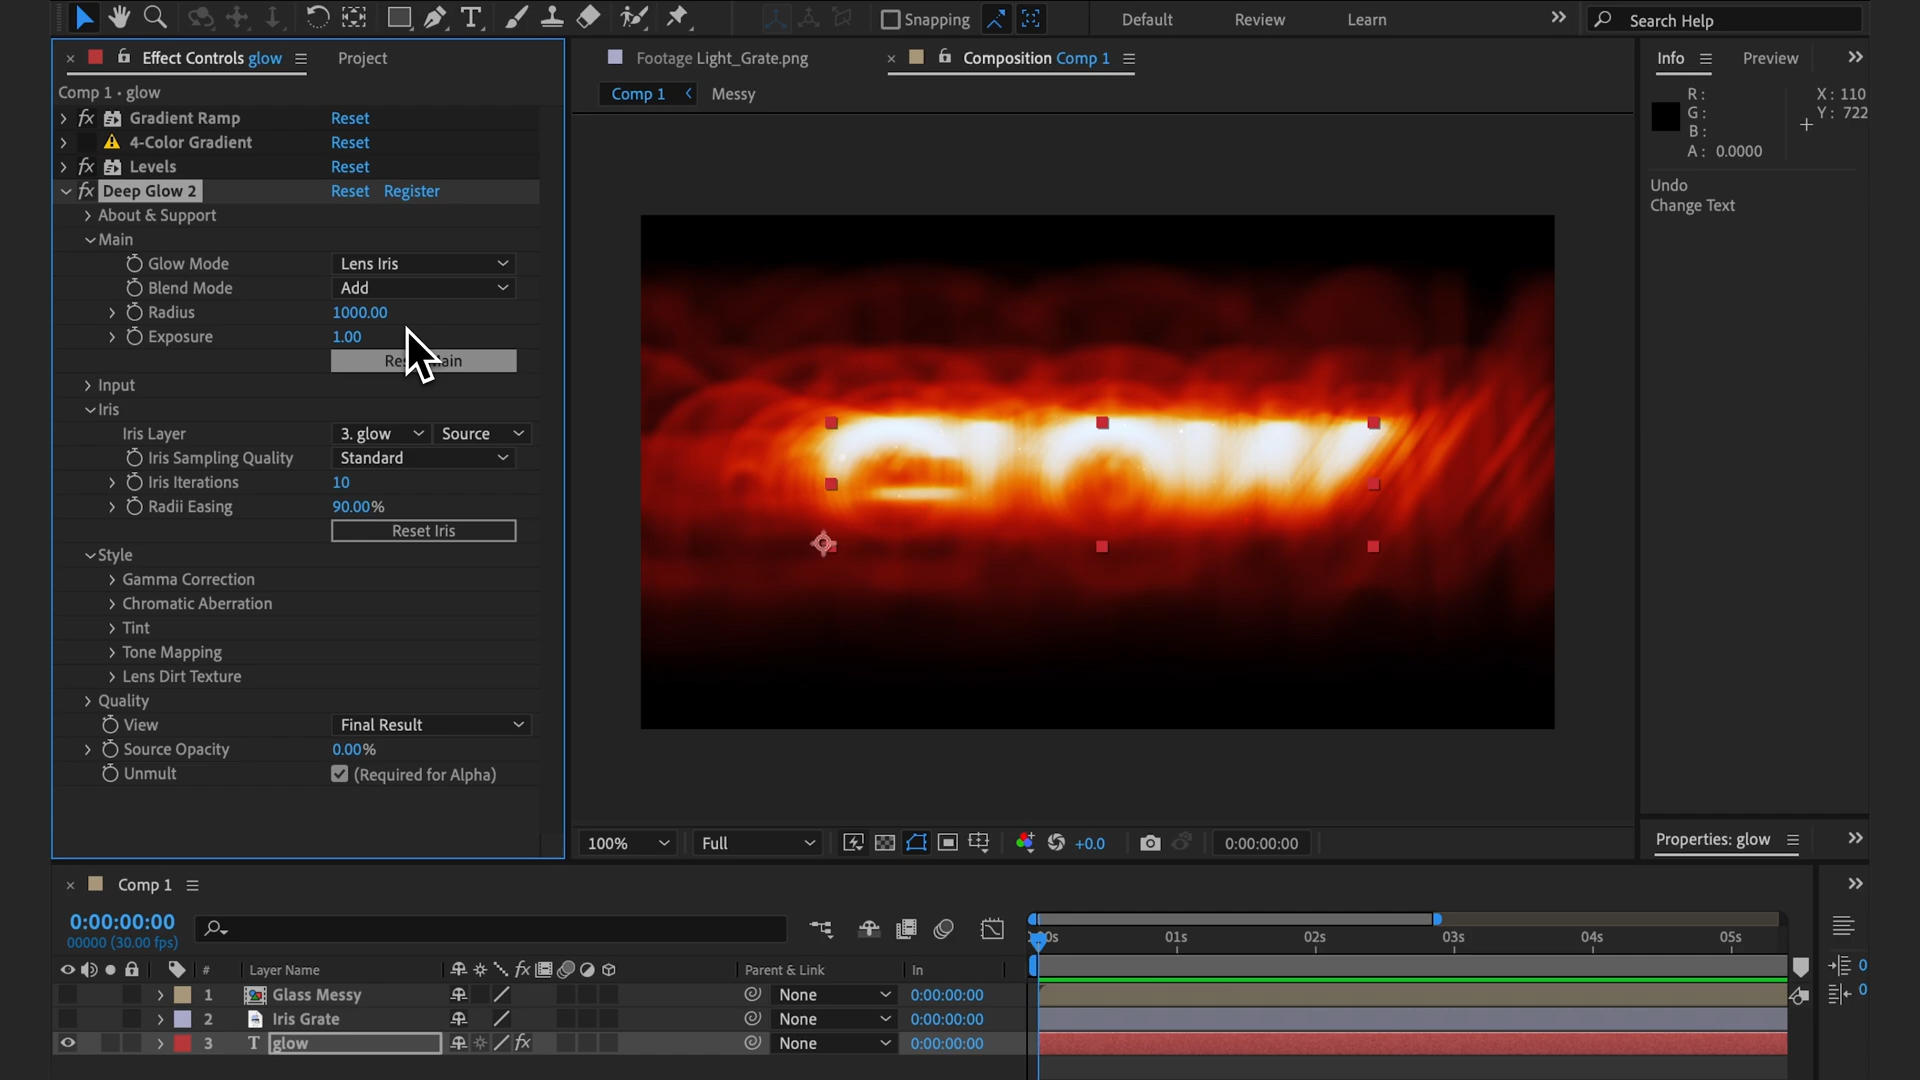 Snapping
Default
Review
Learn
Search Help
Effect Controls glow
Project
Comp 1 • glow
Gradient Ramp Reset
4-Color Gradient Reset
Levels Reset
Deep Glow 2 Reset Register
About & Support
Main
Glow Mode Lens Iris
Blend Mode Add
Radius 1000.00
Exposure 1.00
Input
Iris
Iris Layer 3. glow Source
Iris Sampling Quality Standard
Iris Iterations 10
Radii Easing 90.00%
Reset Iris
Style
Gamma Correction
Chromatic Aberration
Tint
Tone Mapping
Lens Dirt Texture
Quality
View Final Result
Source Opacity 0.00%
Unmult (Required for Alpha)
Footage Light_Grate.png
Composition Comp 1
Comp 1 Messy
100% Full +0.0 0:00:00:00
Info Preview
R: X: 110
G: Y: 722
B:
A: 0.0000
Undo
Change Text
Properties: glow
Comp 1
0:00:00:00
00000 (30.00 fps)
01s 02s 03s 04s 05s
# Layer Name fx Parent & Link In
1 Glass Messy None 0:00:00:00
2 Iris Grate None 0:00:00:00
3 T glow fx None 0:00:00:00
0
0